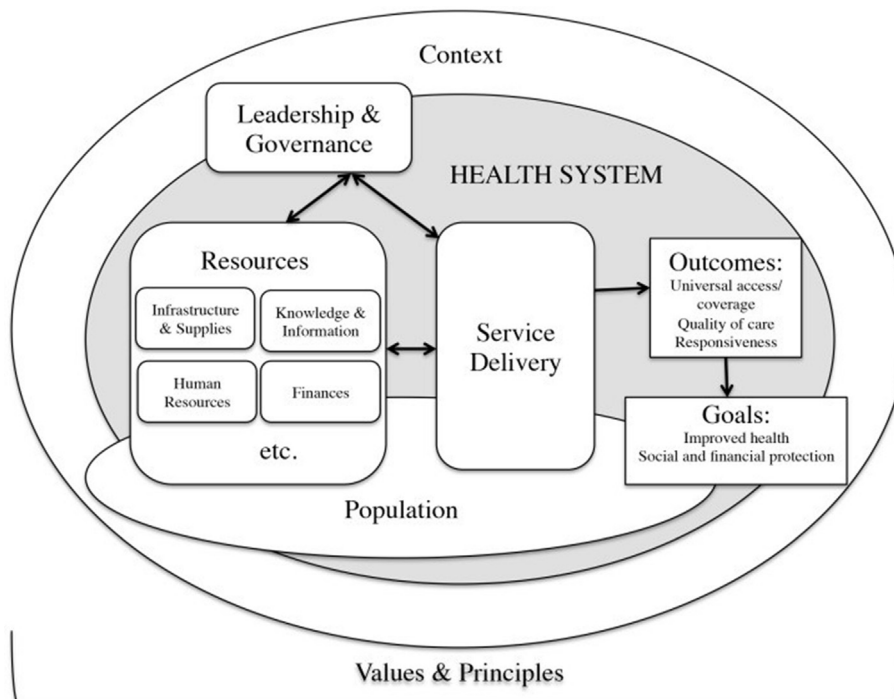 Context
Leadership &
Governance
HEALTH SYSTEM
Resources
Infrastructure
& Supplies
Knowledge &
Information
Human
Resources
Finances
etc.
Service
Delivery
Outcomes:
Universal access/
coverage
Quality of care
Responsiveness
Goals:
Improved health
Social and financial protection
Population
Values & Principles